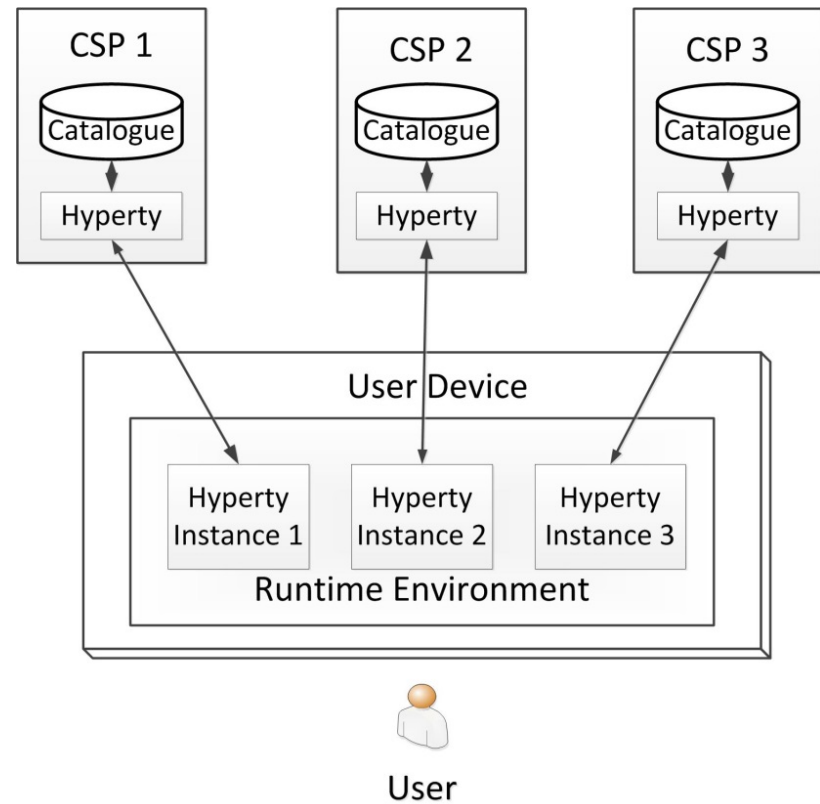 CSP 1
CSP 2
CSP 3
Catalogue
Catalogue
Catalogue
Hyperty
Hyperty
Hyperty
User Device
Hyperty
Instance 1
Hyperty
Instance 2
Hyperty
Instance 3
Runtime Environment
User